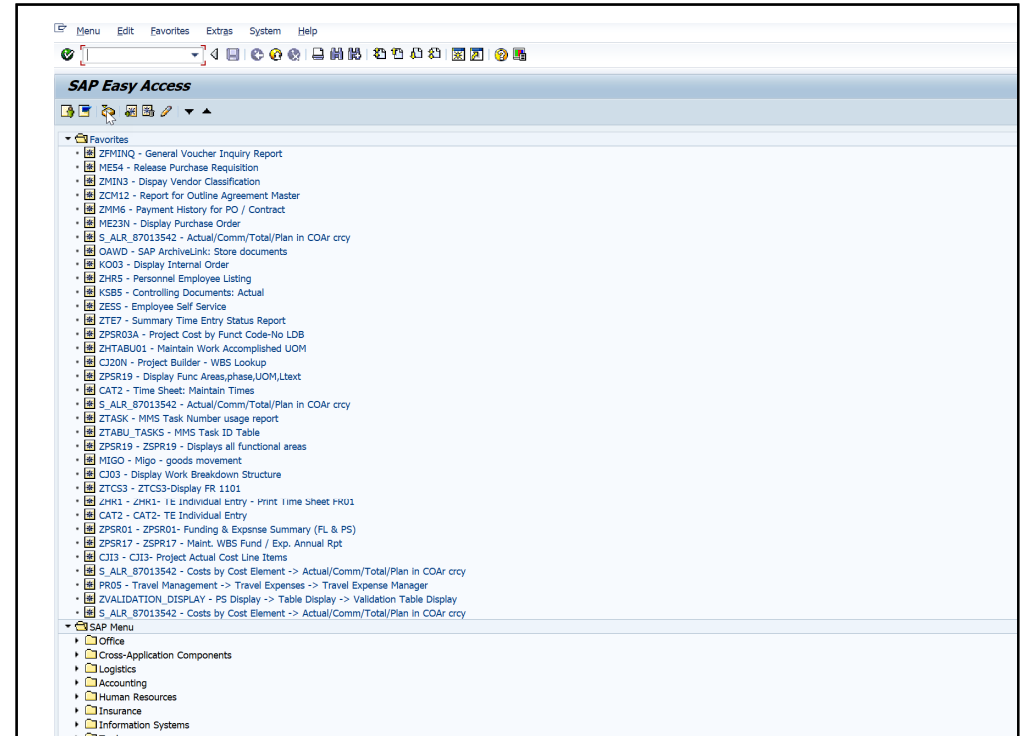 Menu Edit Favorites Extras System Help
SAP Easy Access
Favorites
ZFMINQ - General Voucher Inquiry Report
ME54 - Release Purchase Requisition
ZMIN3 - Dispay Vendor Classification
ZCM12 - Report for Outline Agreement Master
ZMM6 - Payment History for PO / Contract
ME23N - Display Purchase Order
S_ALR_87013542 - Actual/Comm/Total/Plan in COAr crcy
OAWD - SAP ArchiveLink: Store documents
KO03 - Display Internal Order
ZHR5 - Personnel Employee Listing
KSB5 - Controlling Documents: Actual
ZESS - Employee Self Service
ZTE7 - Summary Time Entry Status Report
ZPSR03A - Project Cost by Funct Code-No LDB
ZHTABU01 - Maintain Work Accomplished UOM
CJ20N - Project Builder - WBS Lookup
ZPSR19 - Display Func Areas,phase,UOM,Ltext
CAT2 - Time Sheet: Maintain Times
S_ALR_87013542 - Actual/Comm/Total/Plan in COAr crcy
ZTASK - MMS Task Number usage report
ZTABU_TASKS - MMS Task ID Table
ZPSR19 - ZSPR19 - Displays all functional areas
MIGO - Migo - goods movement
CJ03 - Display Work Breakdown Structure
ZTCS3 - ZTCS3-Display FR 1101
ZHR1 - ZHR1- TE Individual Entry - Print Time Sheet FR01
CAT2 - CAT2- TE Individual Entry
ZPSR01 - ZPSR01- Funding & Expsnse Summary (FL & PS)
ZPSR17 - ZPSR17 - Maint. WBS Fund / Exp. Annual Rpt
CJI3 - CJI3- Project Actual Cost Line Items
S_ALR_87013542 - Costs by Cost Element -> Actual/Comm/Total/Plan in COAr crcy
PR05 - Travel Management -> Travel Expenses -> Travel Expense Manager
ZVALIDATION_DISPLAY - PS Display -> Table Display -> Validation Table Display
S_ALR_87013542 - Costs by Cost Element -> Actual/Comm/Total/Plan in COAr crcy
SAP Menu
Office
Cross-Application Components
Logistics
Accounting
Human Resources
Insurance
Information Systems